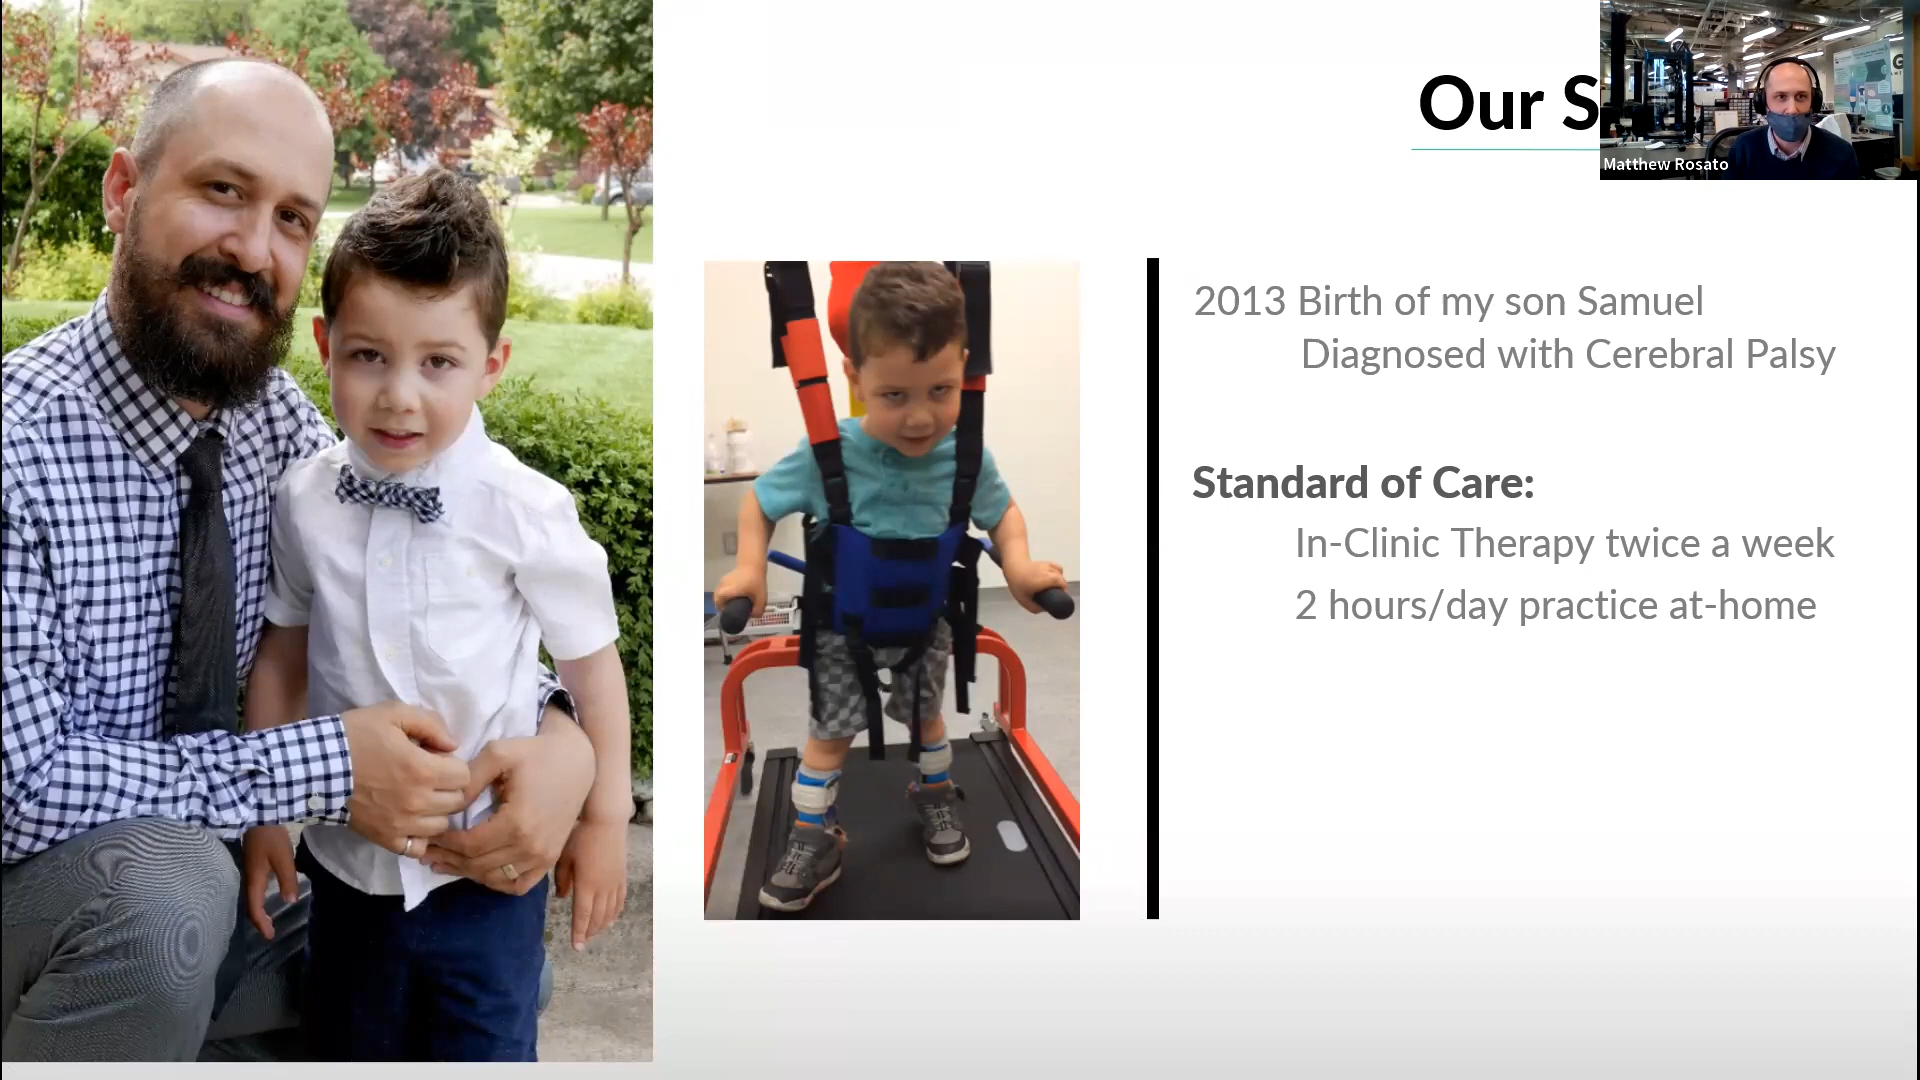 Our S
Matthew Rosato
2013 Birth of my son Samuel
Diagnosed with Cerebral Palsy
Standard of Care:
In-Clinic Therapy twice a week
2 hours/day practice at-home